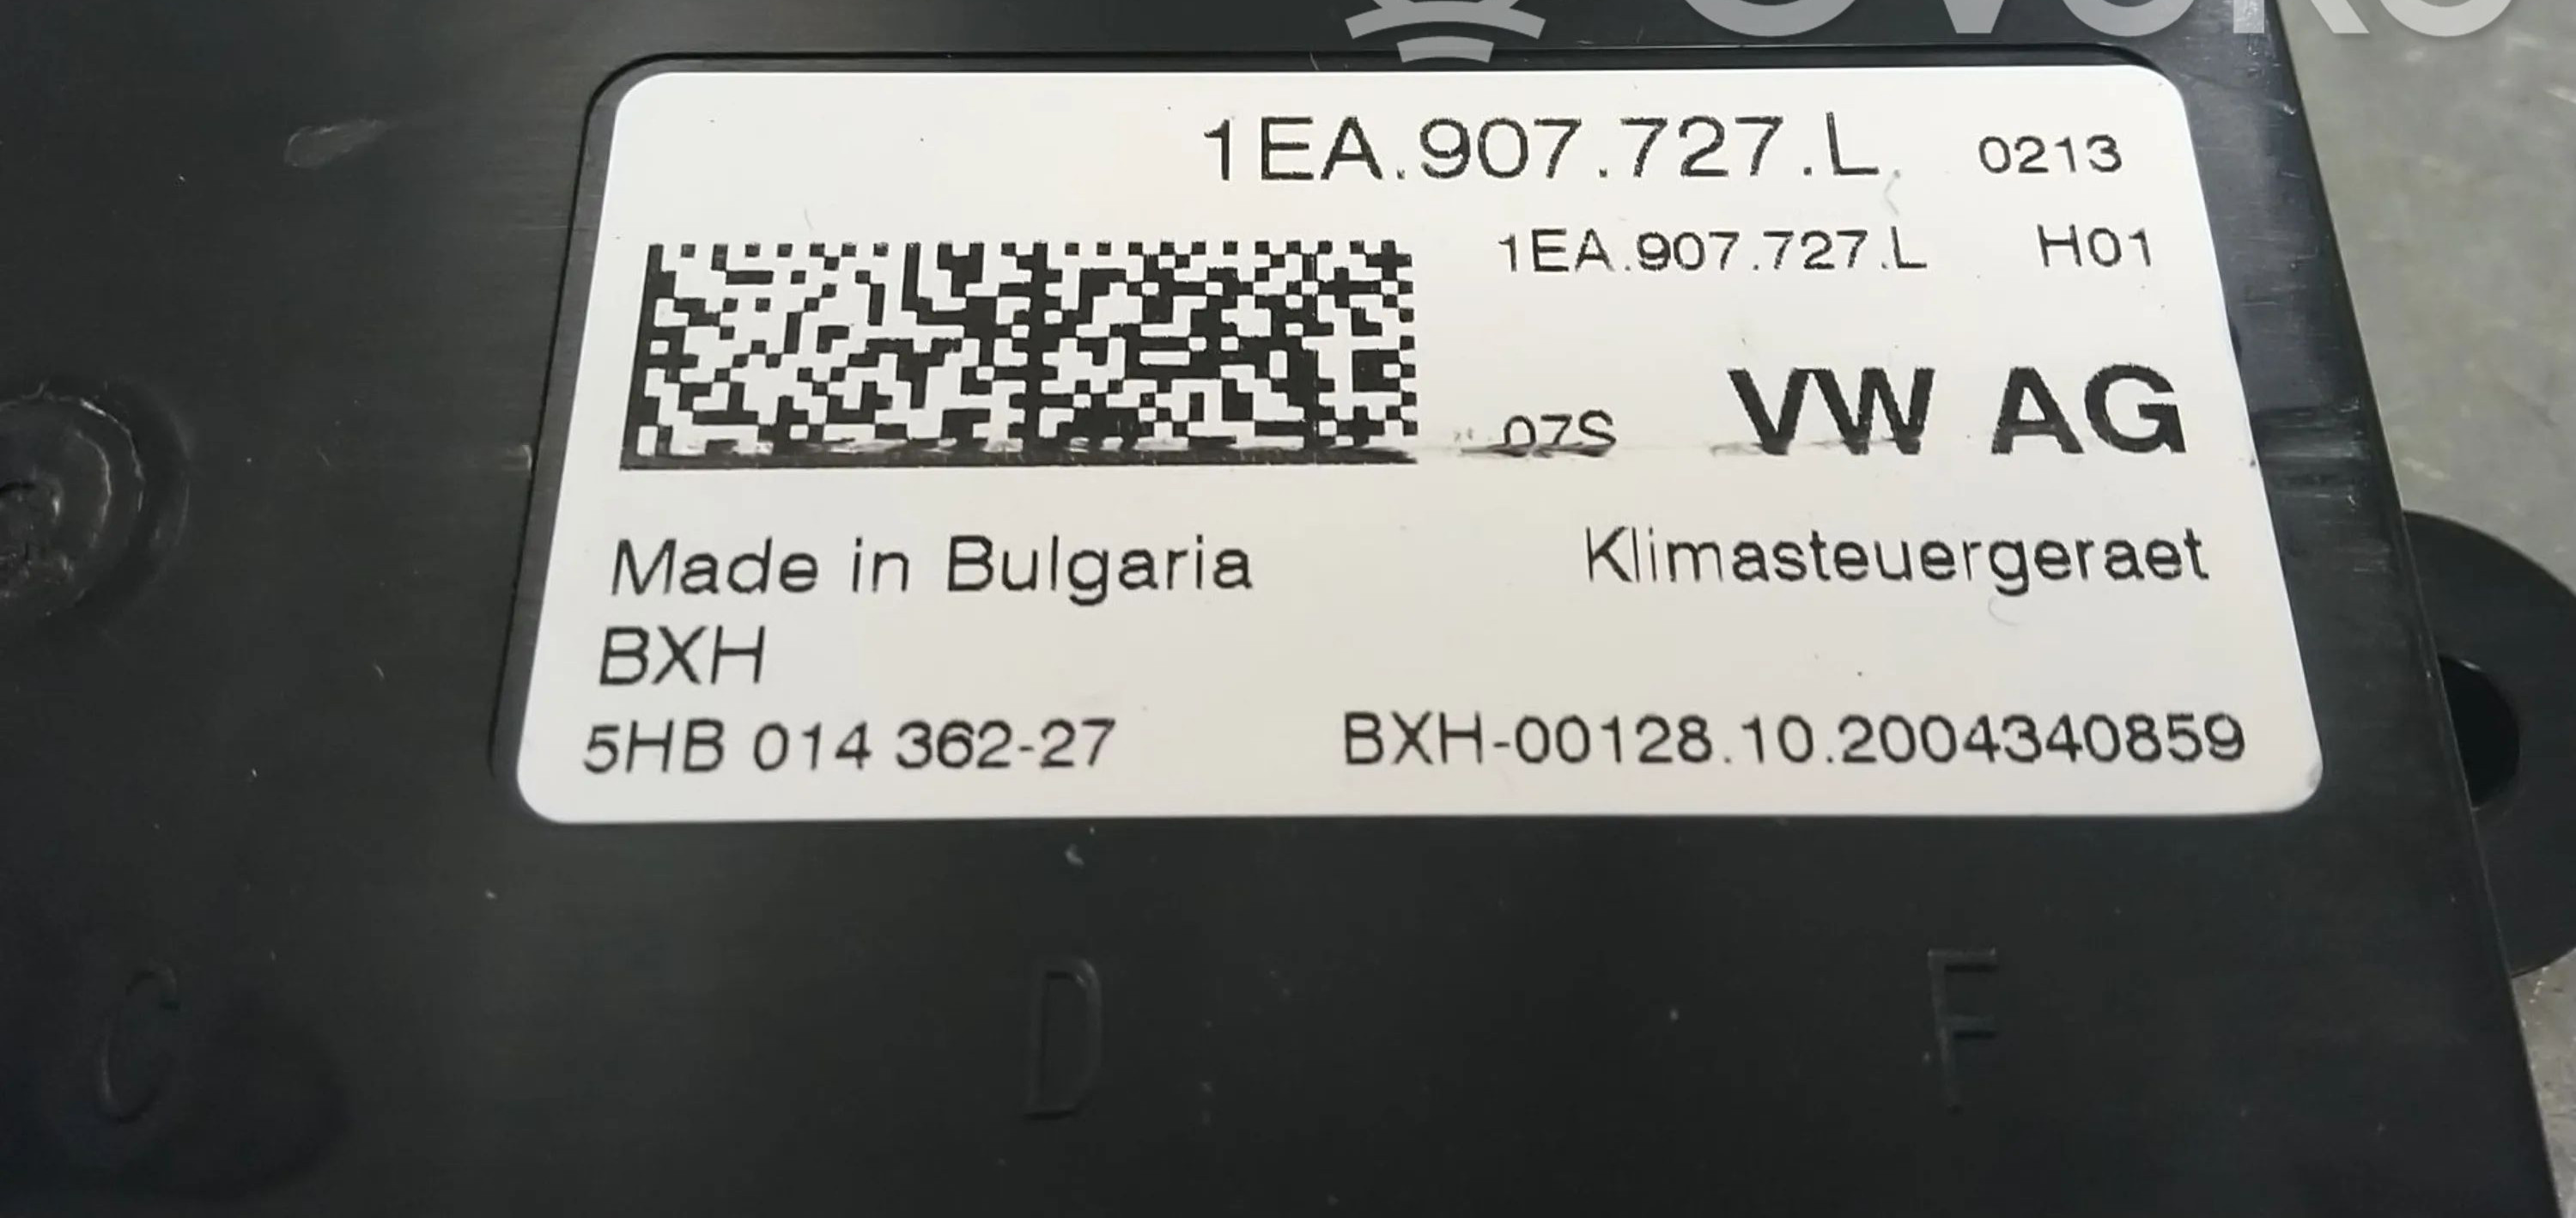 1EA.907.727.L 0213
1EA.907.727.L H01
07S VW AG
Made in Bulgaria Klimasteuergeraet
BXH
5HB 014 362-27 BXH-00128.10.2004340859
C D F